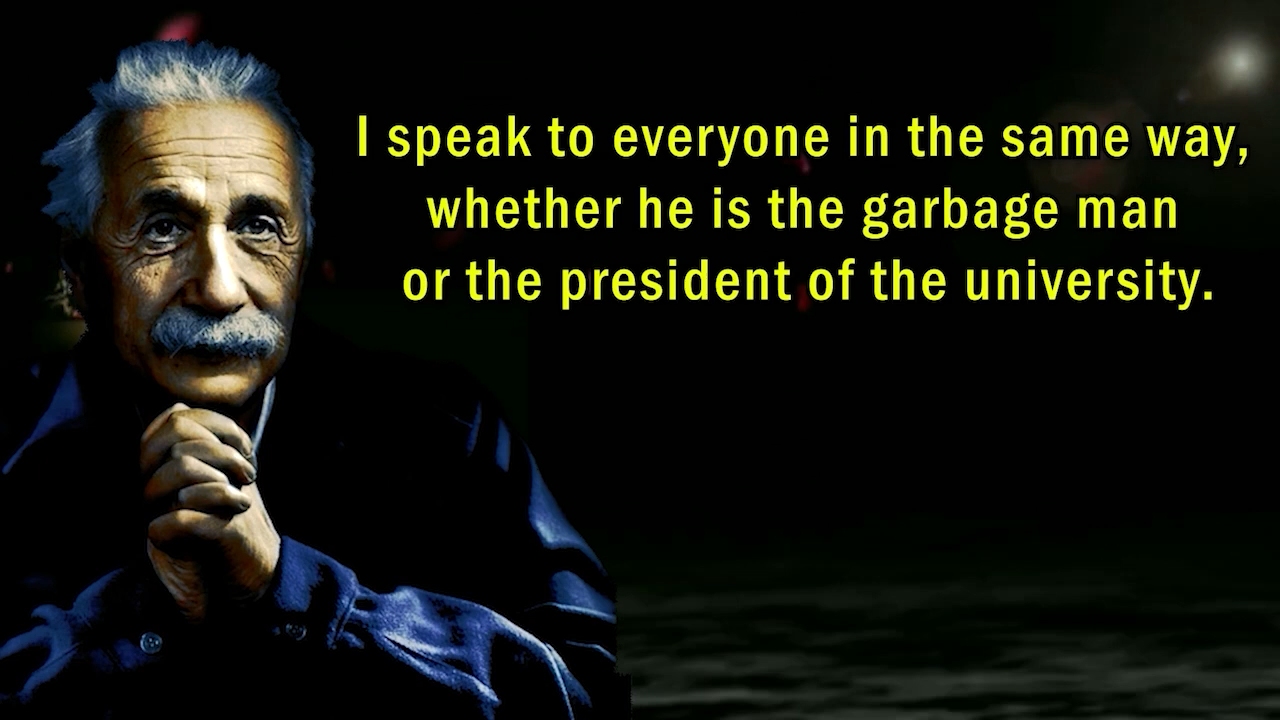 I speak to everyone in the same way,
whether he is the garbage man
or the president of the university.